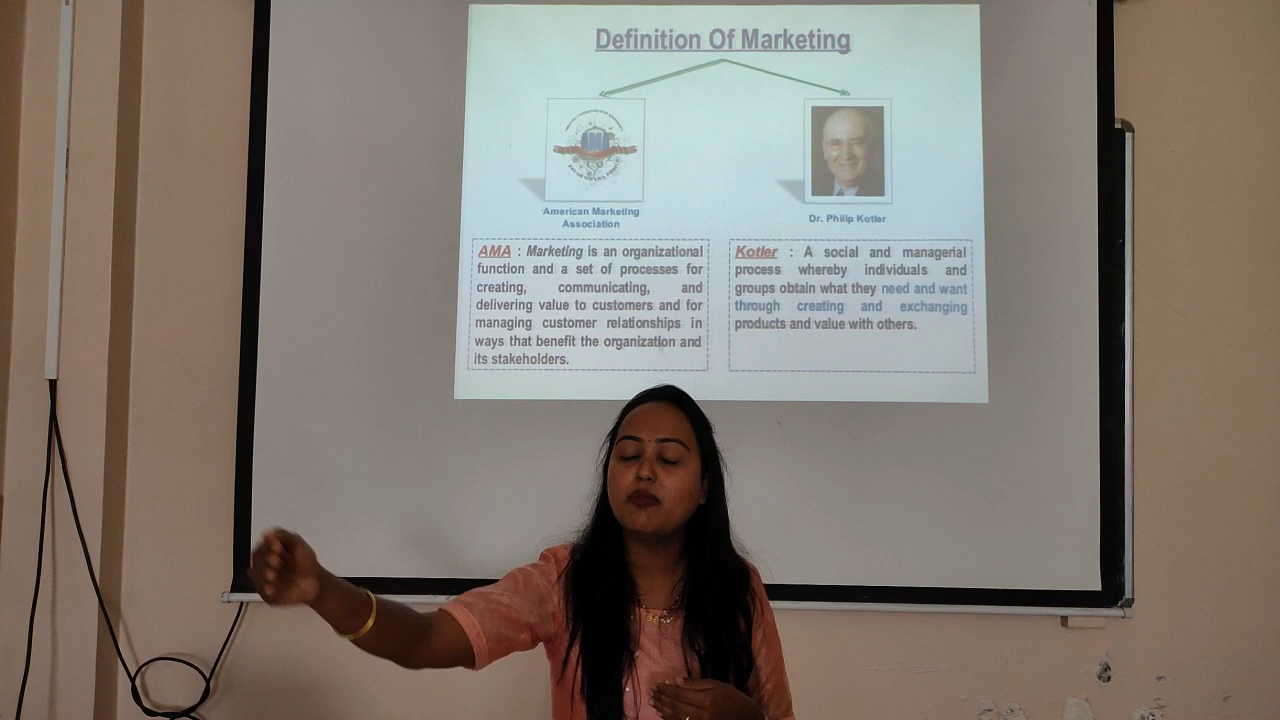 Definition Of Marketing
American Marketing
Association
Dr. Philip Kotler
AMA : Marketing is an organizational
function and a set of processes for
creating, communicating, and
delivering value to customers and for
managing customer relationships in
ways that benefit the organization and
its stakeholders.
Kotler : A social and managerial
process whereby individuals and
groups obtain what they need and want
through creating and exchanging
products and value with others.